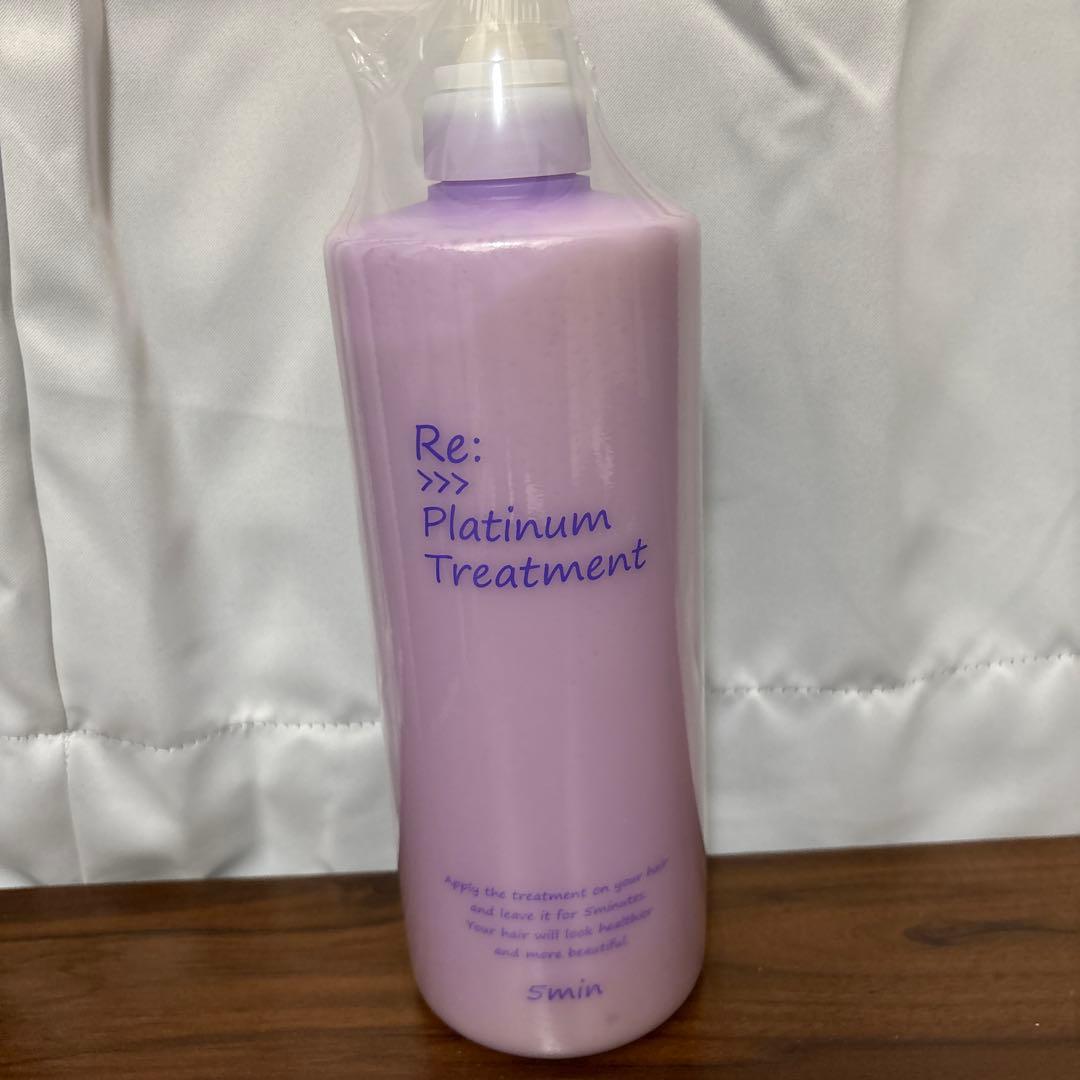 Re:
>>>
Platinum
Treatment
Apply the treatment on your hair
and leave it for 5minutes.
Your hair will look healthier
and more beautiful.
5min